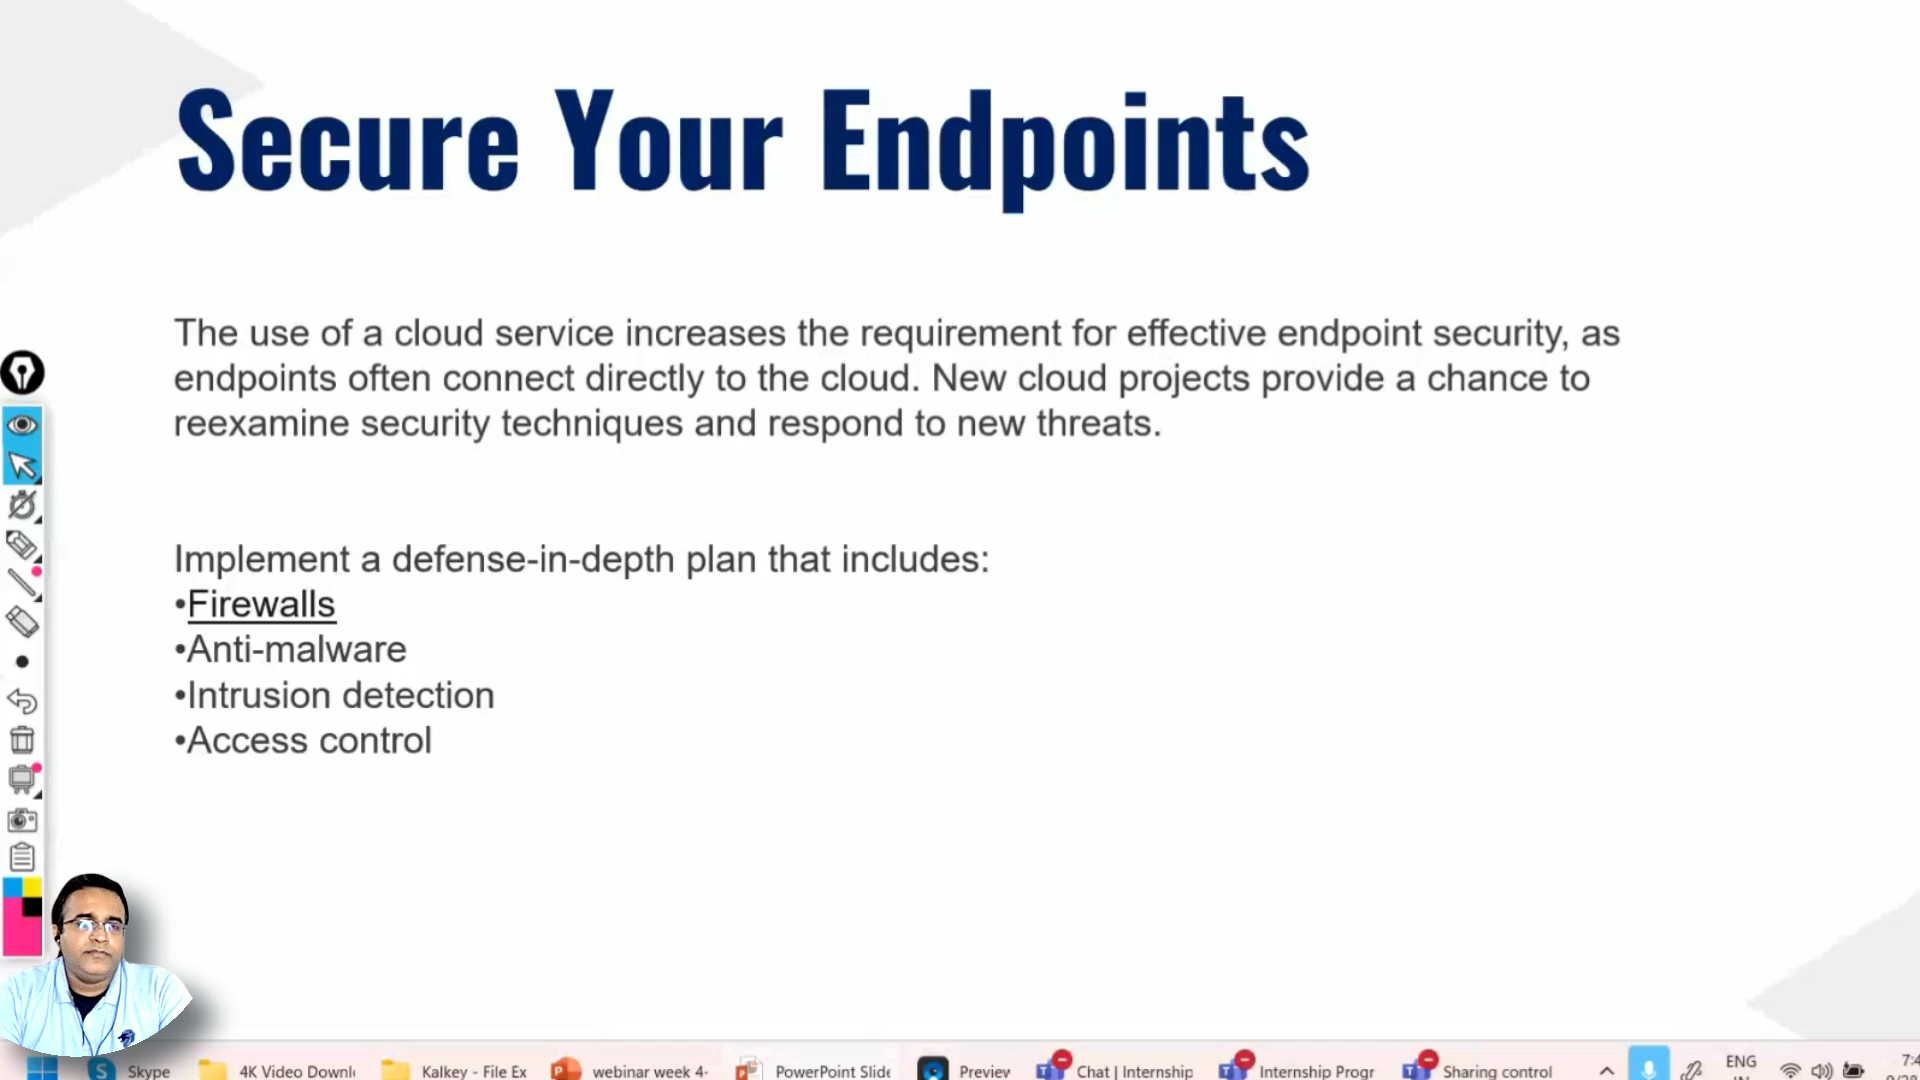 Secure Your Endpoints
The use of a cloud service increases the requirement for effective endpoint security, as
endpoints often connect directly to the cloud. New cloud projects provide a chance to
reexamine security techniques and respond to new threats.
Implement a defense-in-depth plan that includes:
•Firewalls
•Anti-malware
•Intrusion detection
•Access control
Skype 4K Video Downl Kalkey - File Ex webinar week 4- PowerPoint Slide Preview Chat | Internship Internship Progr Sharing control ENG